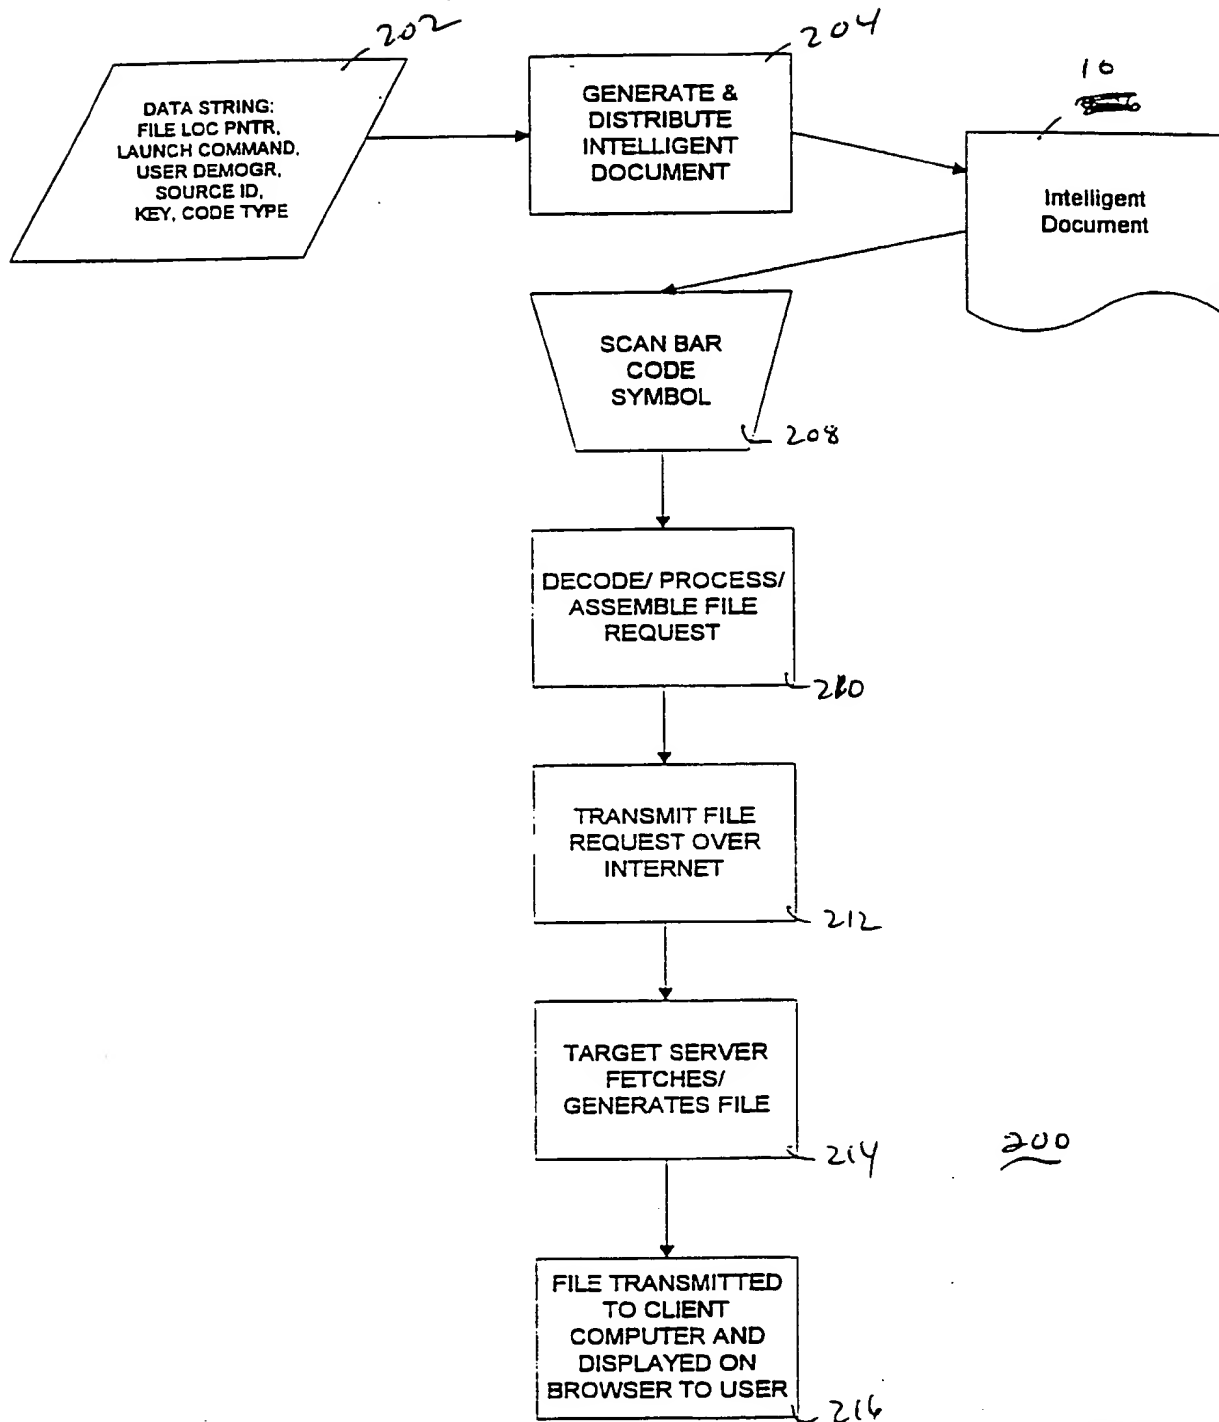 202
DATA STRING:
FILE LOC PNTR,
LAUNCH COMMAND,
USER DEMOGR,
SOURCE ID,
KEY, CODE TYPE
204
GENERATE &
DISTRIBUTE
INTELLIGENT
DOCUMENT
10
Intelligent
Document
SCAN BAR
CODE
SYMBOL
208
DECODE/ PROCESS/
ASSEMBLE FILE
REQUEST
210
TRANSMIT FILE
REQUEST OVER
INTERNET
212
TARGET SERVER
FETCHES/
GENERATES FILE
214
200
FILE TRANSMITTED
TO CLIENT
COMPUTER AND
DISPLAYED ON
BROWSER TO USER
216